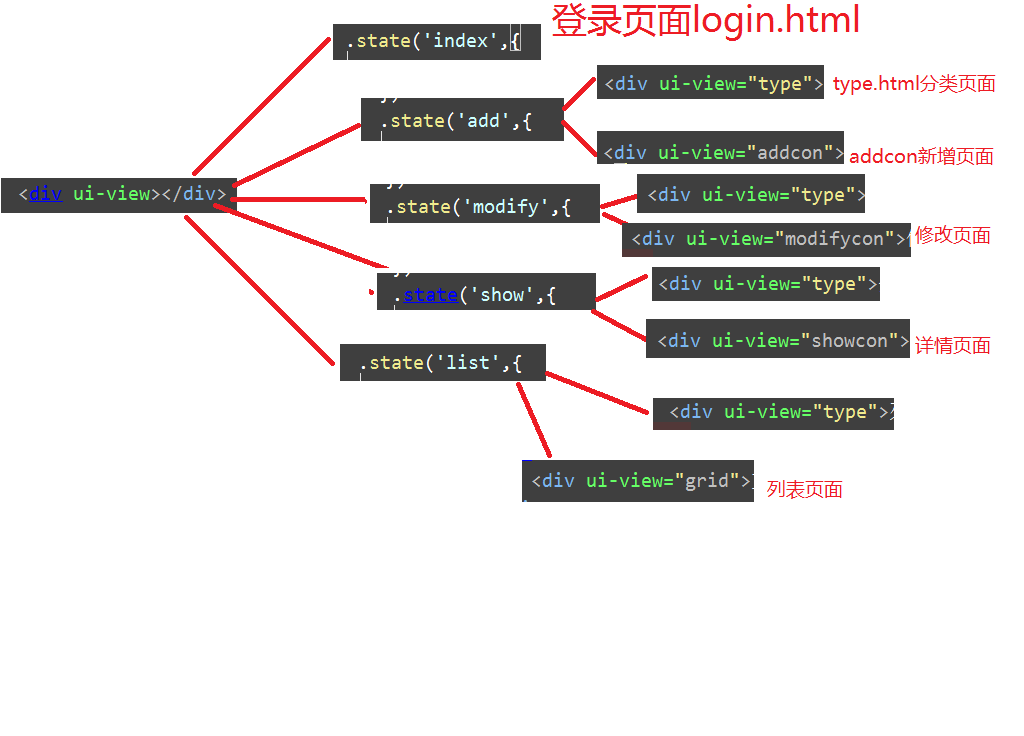 登录页面login.html
.state('index',{
<div ui-view="type">
type.html分类页面
.state('add',{
<div ui-view="addcon">
addcon新增页面
<div ui-view></div>
.state('modify',{
<div ui-view="type">
<div ui-view="modifycon">
修改页面
.state('show',{
<div ui-view="type">
<div ui-view="showcon">
详情页面
.state('list',{
<div ui-view="type">
<div ui-view="grid">
列表页面